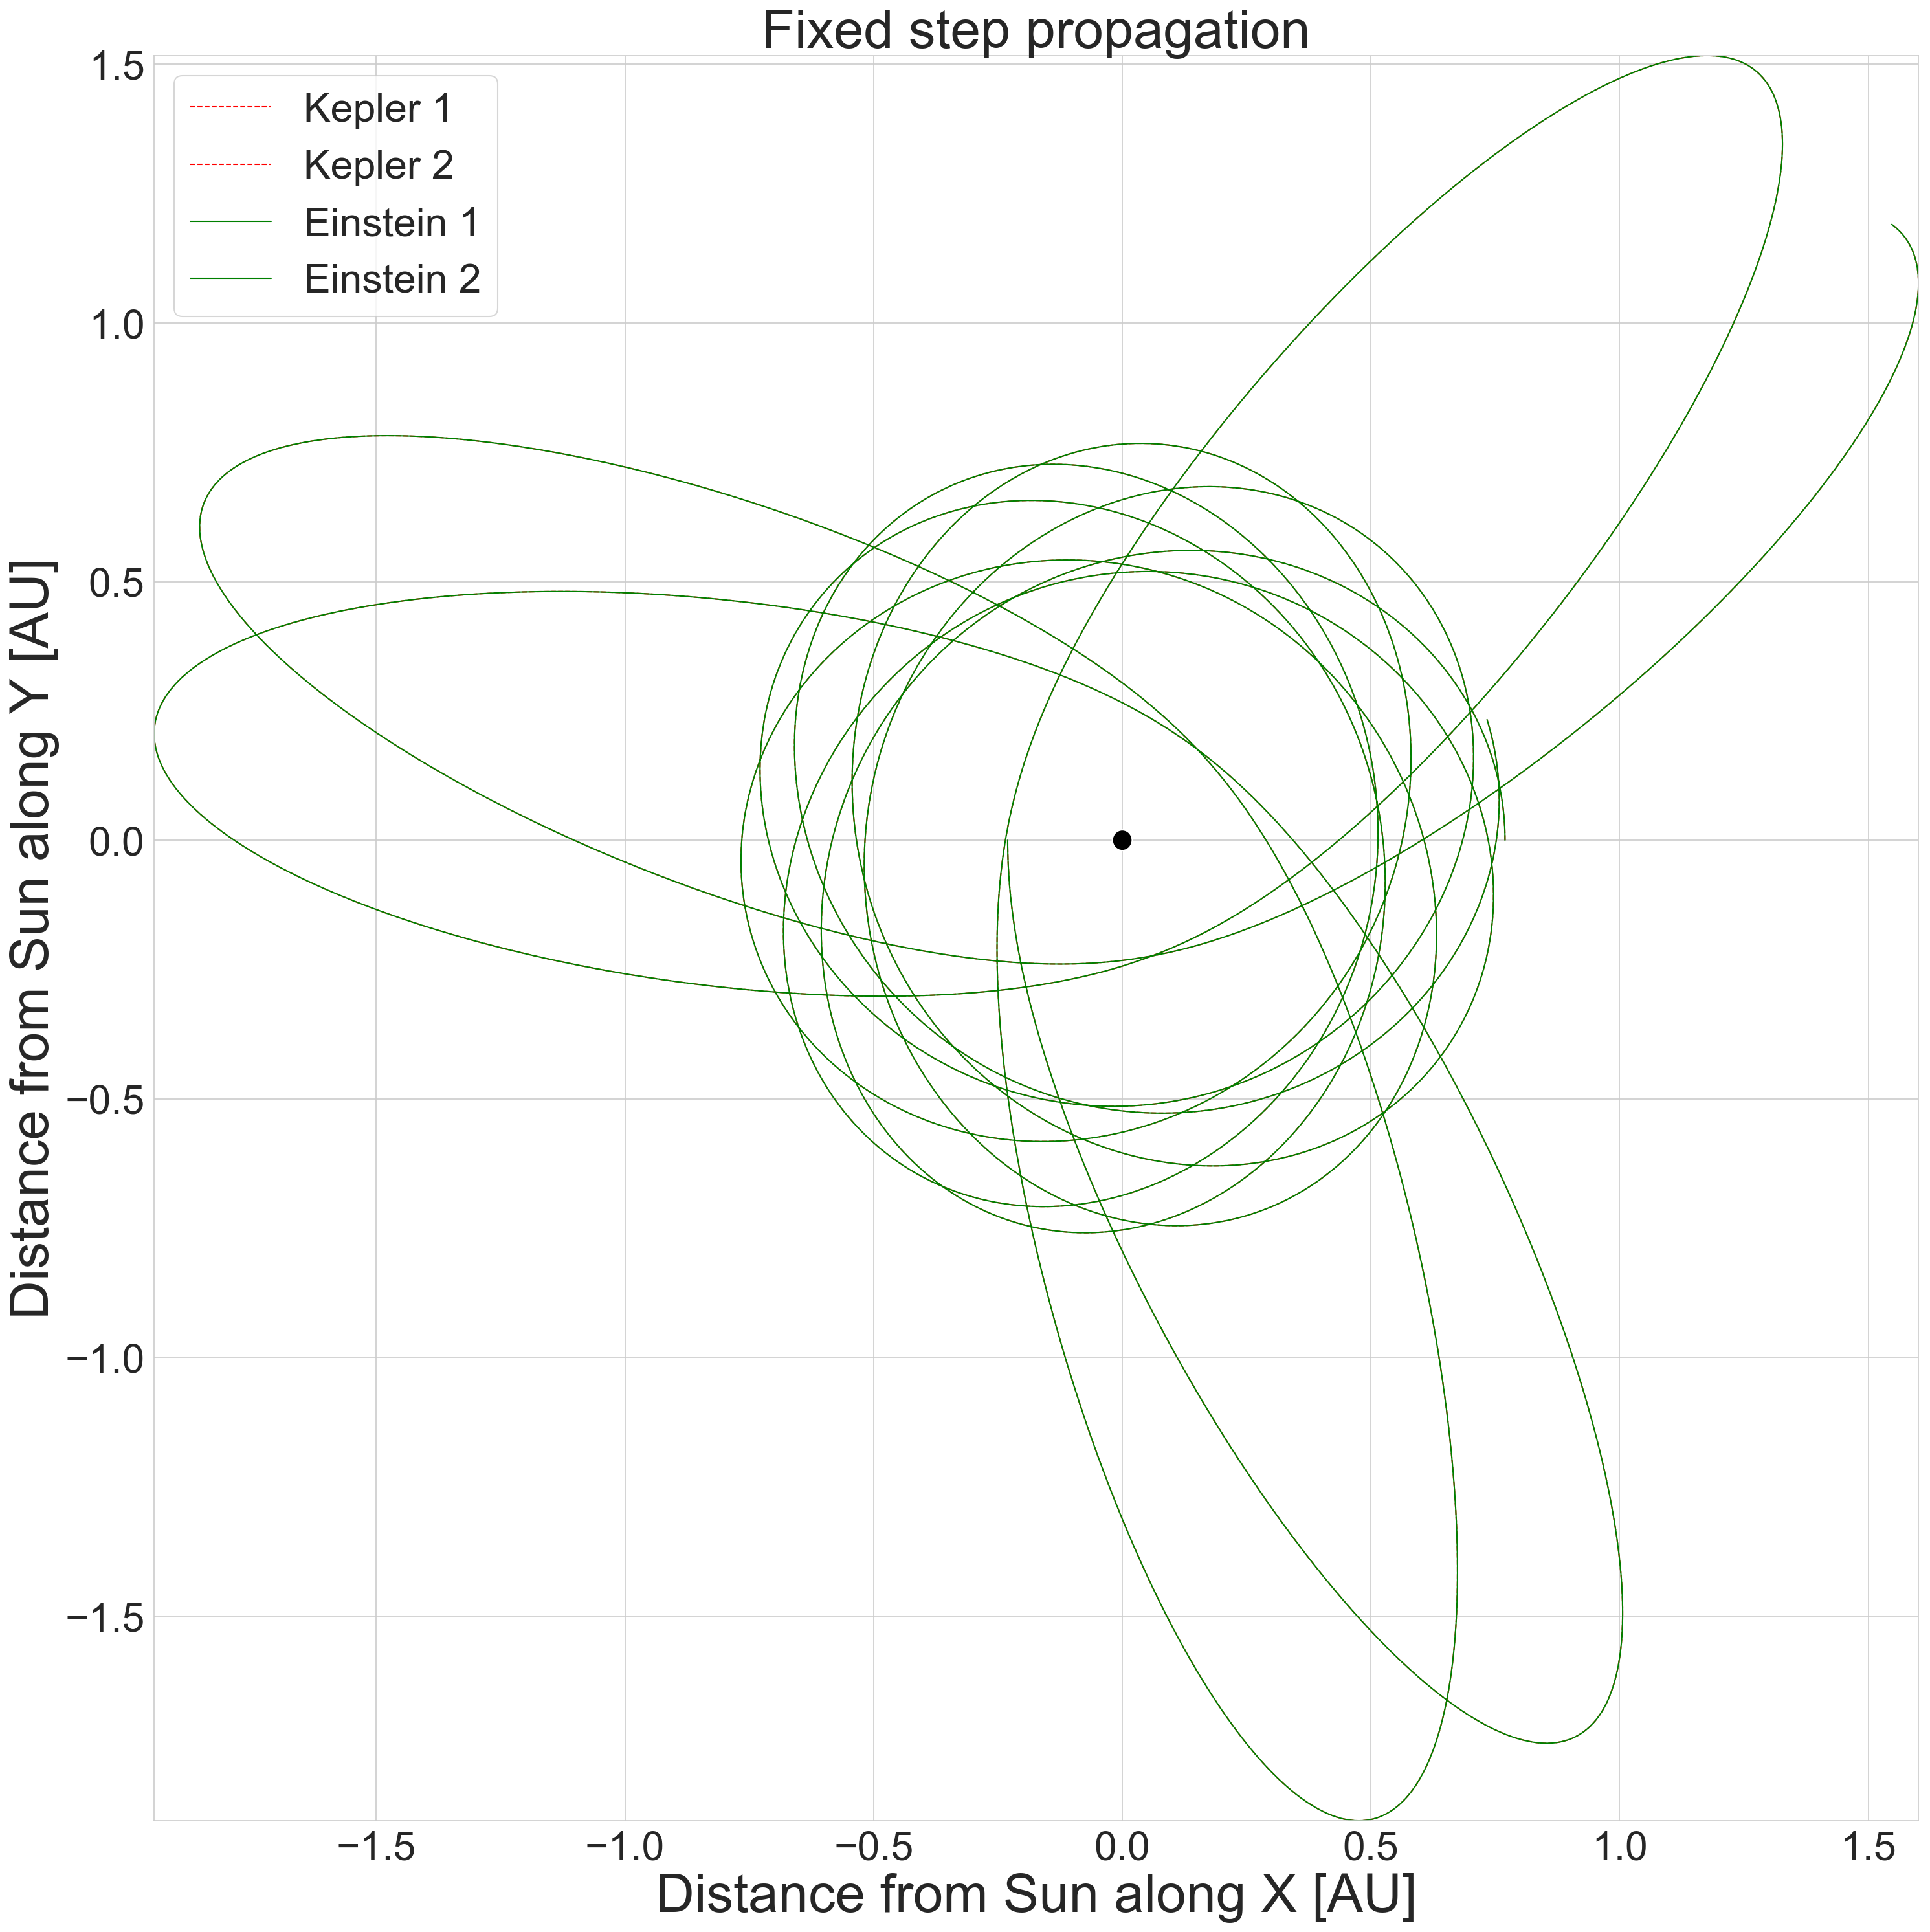 Fixed step propagation
Kepler 1
Kepler 2
Einstein 1
Einstein 2
1.5
1.0
0.5
0.0
−0.5
−1.0
−1.5
Distance from Sun along Y [AU]
−1.5 −1.0 −0.5 0.0 0.5 1.0 1.5
Distance from Sun along X [AU]